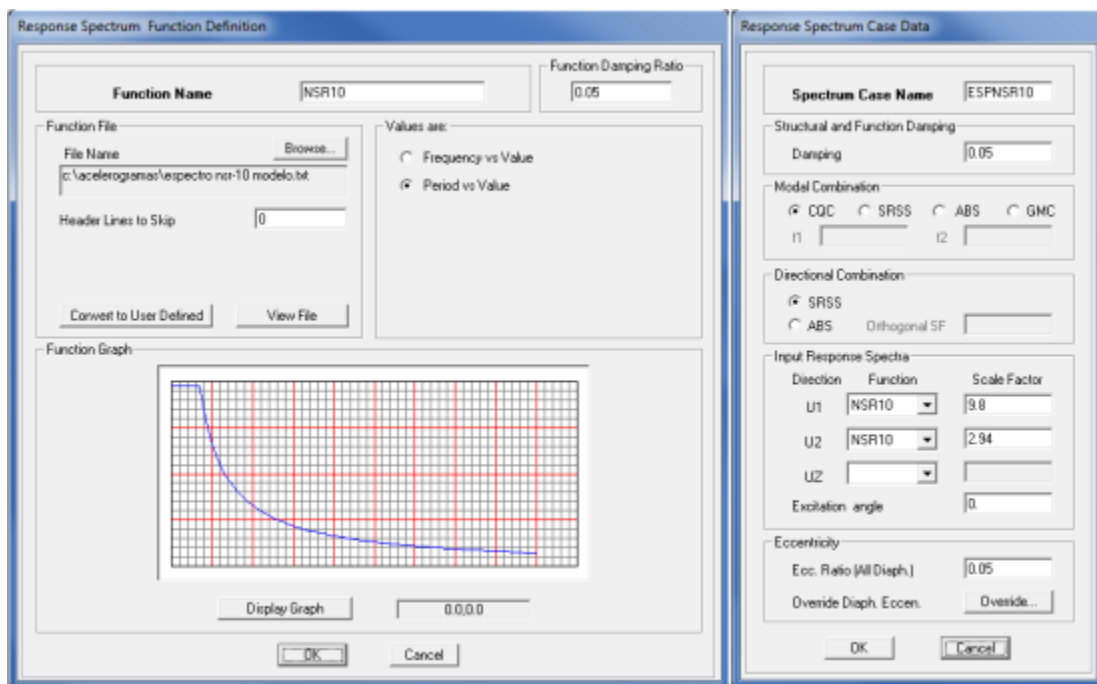 Response Spectrum Function Definition
Function Damping Ratio
Function Name NSR10 0.05
Function File
File Name Browse...
c:\acelerogramas\espectro nsr-10 modelo.txt
Header Lines to Skip 0
Convert to User Defined View File
Values are:
Frequency vs Value
Period vs Value
Function Graph
Display Graph 0.0,0.0
OK Cancel
Response Spectrum Case Data
Spectrum Case Name ESPNSR10
Structural and Function Damping
Damping 0.05
Modal Combination
CQC SRSS ABS GMC
f1 f2
Directional Combination
SRSS
ABS Orthogonal SF
Input Response Spectra
Direction Function Scale Factor
U1 NSR10 9.8
U2 NSR10 2.94
UZ
Excitation angle 0.
Eccentricity
Ecc. Ratio (All Diaph.) 0.05
Override Diaph. Eccen. Override...
OK Cancel